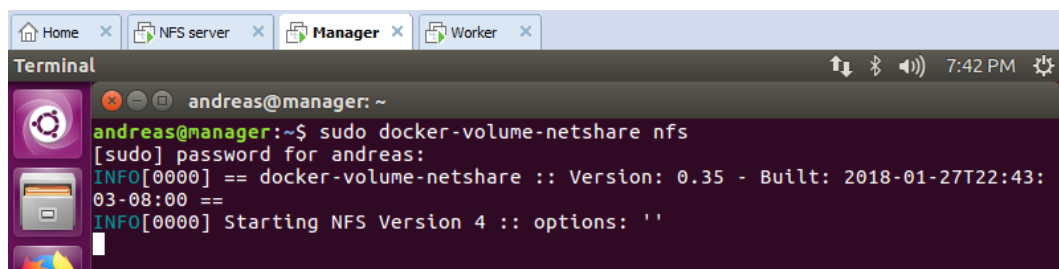 Home NFS server Manager Worker
Terminal 7:42 PM
andreas@manager: ~
andreas@manager:~$ sudo docker-volume-netshare nfs
[sudo] password for andreas:
INFO[0000] == docker-volume-netshare :: Version: 0.35 - Built: 2018-01-27T22:43:
03-08:00 ==
INFO[0000] Starting NFS Version 4 :: options: ''